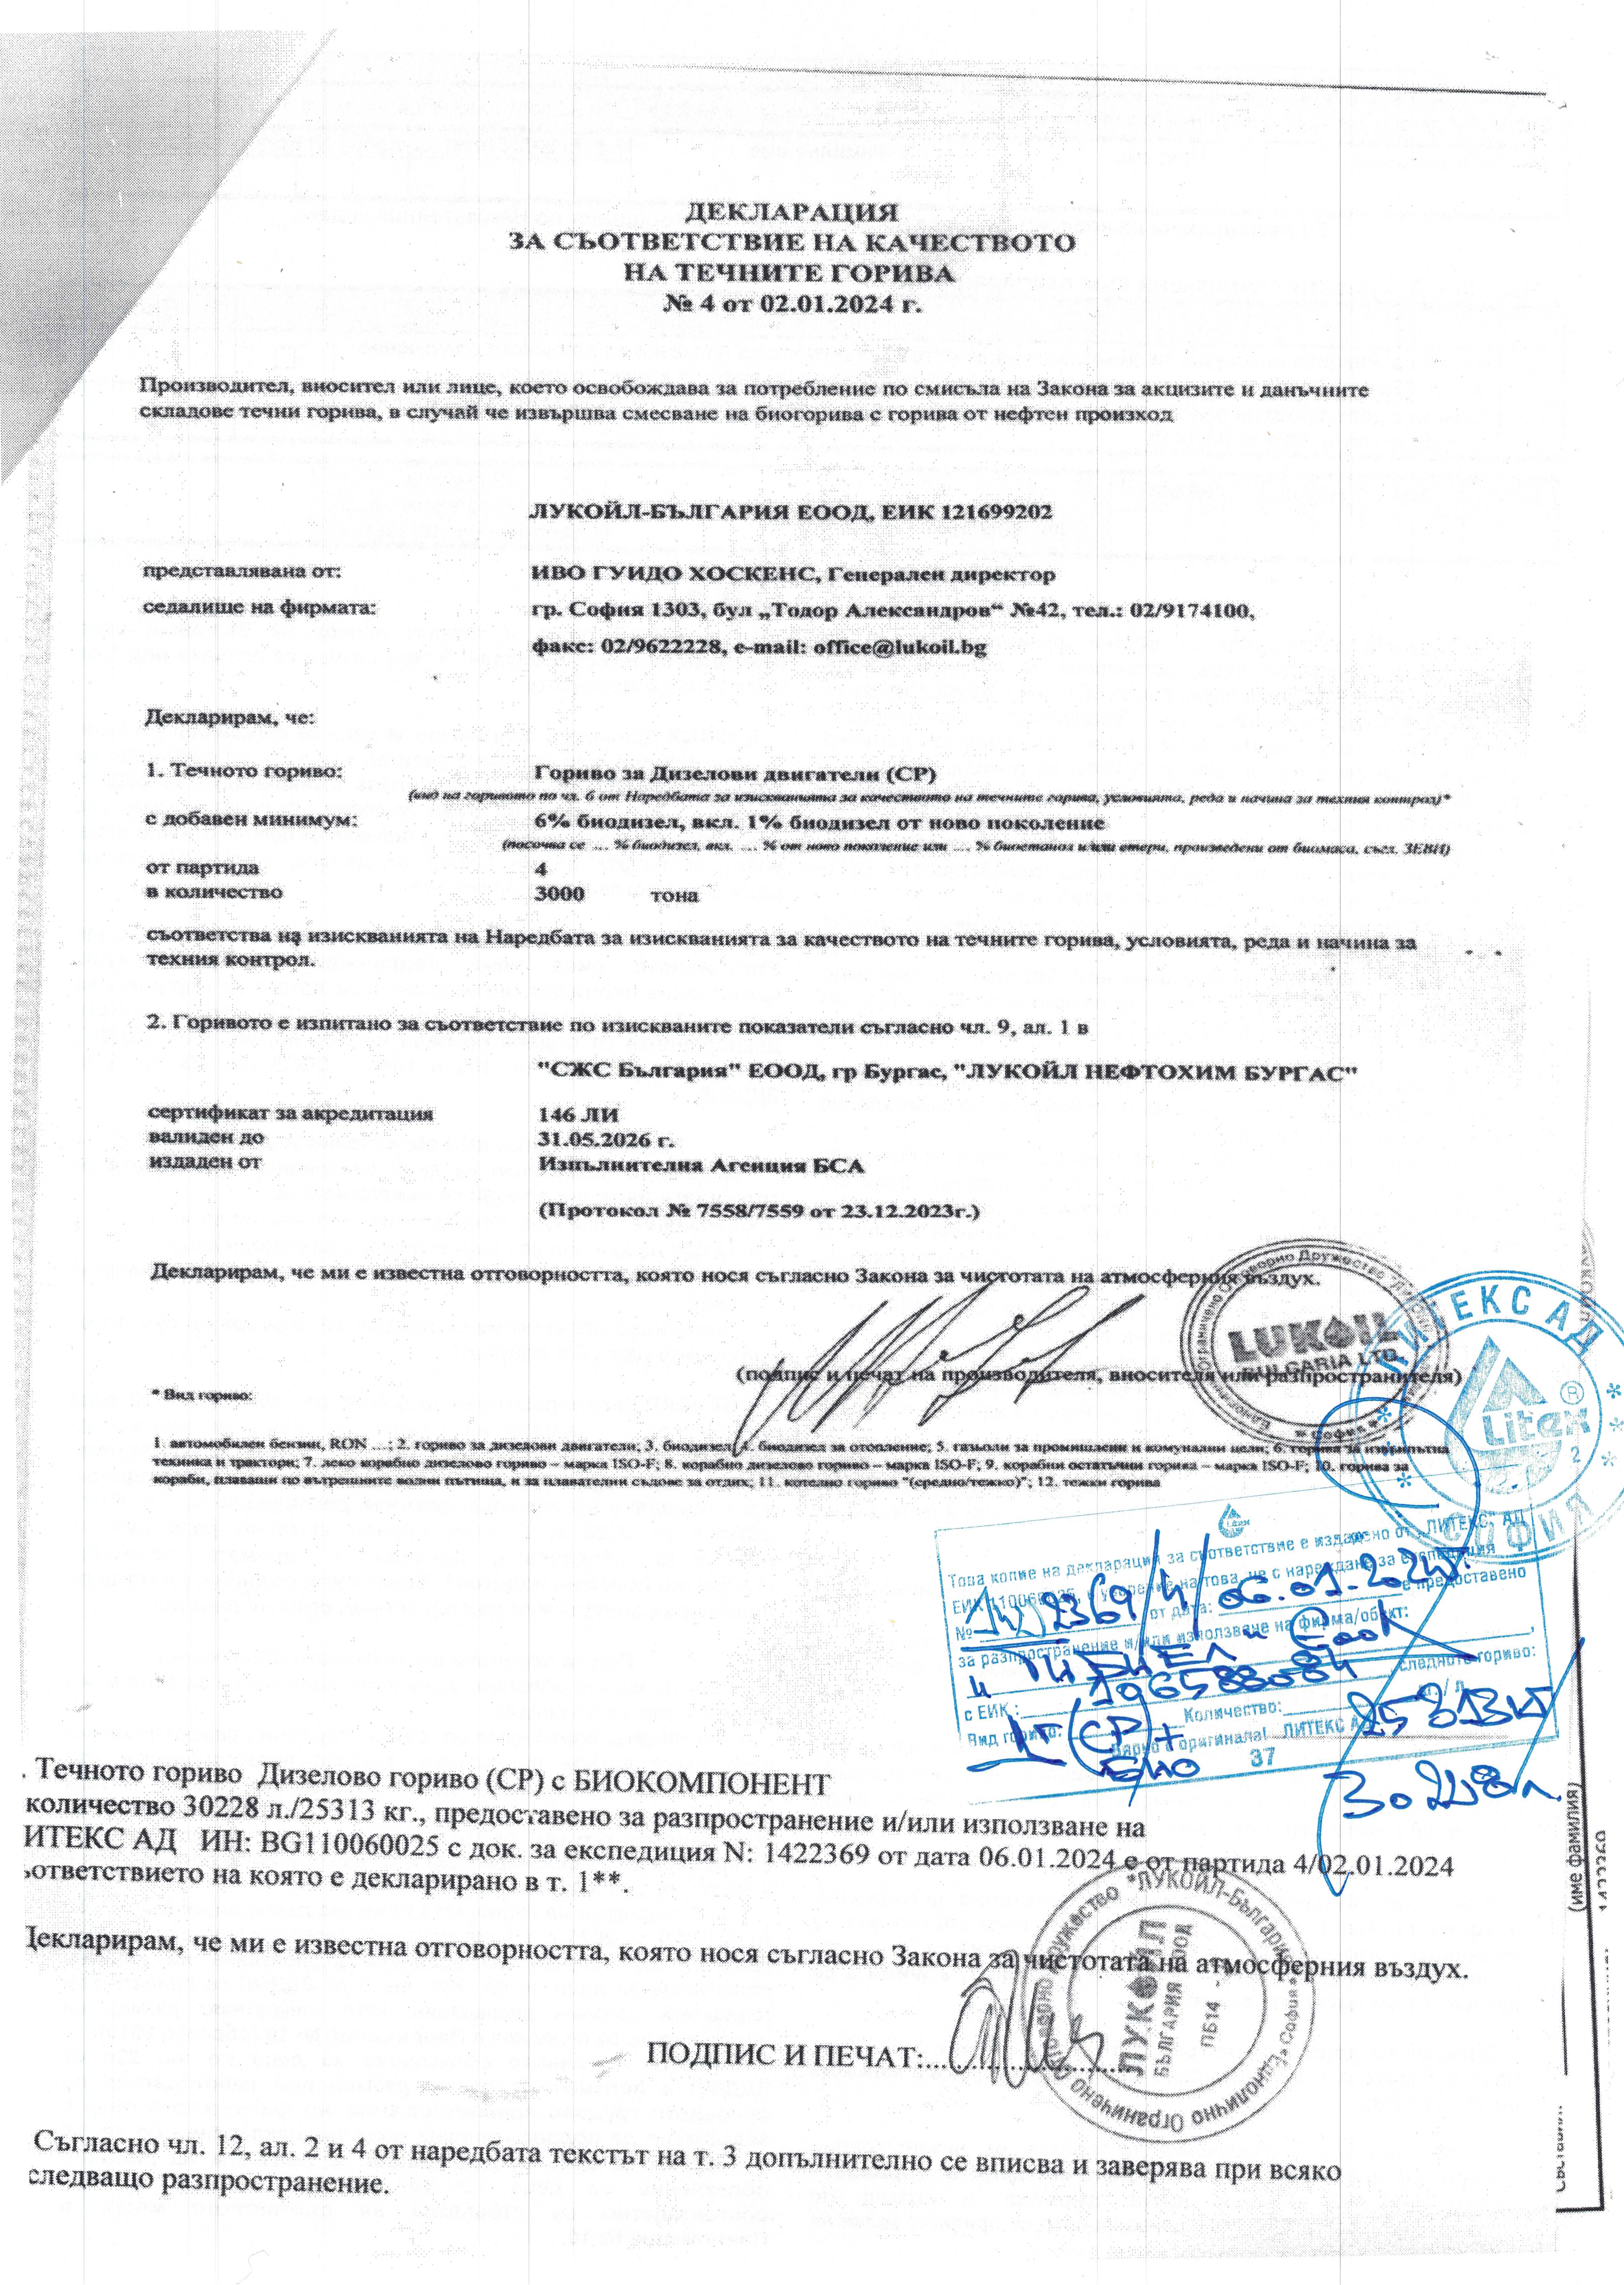 ДЕКЛАРАЦИЯ
ЗА СЪОТВЕТСТВИЕ НА КАЧЕСТВОТО
НА ТЕЧНИТЕ ГОРИВА
№ 4 от 02.01.2024 г.
Производител, вносител или лице, което освобождава за потребление по смисъла на Закона за акцизите и данъчните
складове течни горива, в случай че извършва смесване на биогорива с горива от нефтен произход
ЛУКОЙЛ-БЪЛГАРИЯ ЕООД, ЕИК 121699202
представлявана от: ИВО ГУИДО ХОСКЕНС, Генерален директор
седалище на фирмата: гр. София 1303, бул „Тодор Александров“ №42, тел.: 02/9174100,
факс: 02/9622228, e-mail: office@lukoil.bg
Декларирам, че:
1. Течното гориво: Гориво за Дизелови двигатели (СР)
(вид на горивото по чл. 6 от Наредбата за изискванията за качеството на течните горива, условията, реда и начина за техния контрол)*
с добавен минимум: 6% биодизел, вкл. 1% биодизел от ново поколение
(посочва се … % биодизел, вкл. … % от ново поколение или … % биоетанол и/или етери, произведени от биомаса, съгл. ЗЕВИ)
от партида 4
в количество 3000 тона
съответства на изискванията на Наредбата за изискванията за качеството на течните горива, условията, реда и начина за
техния контрол.
2. Горивото е изпитано за съответствие по изискваните показатели съгласно чл. 9, ал. 1 в
"СЖС България" ЕООД, гр Бургас, "ЛУКОЙЛ НЕФТОХИМ БУРГАС"
сертификат за акредитация 146 ЛИ
валиден до 31.05.2026 г.
издаден от Изпълнителна Агенция БСА
(Протокол № 7558/7559 от 23.12.2023г.)
Декларирам, че ми е известна отговорността, която нося съгласно Закона за чистотата на атмосферния въздух.
LUKOIL
BULGARIA LTD.
ЛИТЕКС АД
Litex ®
2
СОФИЯ
(подпис и печат на производителя, вносителя или разпространителя)
* Вид гориво:
1. автомобилен бензин, RON …; 2. гориво за дизелови двигатели; 3. биодизел; 4. биодизел за отопление; 5. газьоли за промишлени и комунални цели; 6. горива за извънпътна
техника и трактори; 7. леко корабно дизелово гориво – марка ISO-F; 8. корабно дизелово гориво – марка ISO-F; 9. корабни остатъчни горива – марка ISO-F; 10. горива за
кораби, плаващи по вътрешните водни пътища, и за плавателни съдове за отдих; 11. котелно гориво "(средно/тежко)"; 12. тежки горива
Това копие на декларация за съответствие е издадено от „ЛИТЕКС" АД
ЕИК 110060025, в уверение на това, че с нареждане за експедиция
№ 1422369/4/ от дата: 06.01.2024г. е предоставено
за разпространение и/или използване на фирма/обект:
с ЕИК: следното гориво:
Вид гориво: (СР)+ Количество: 25313 кг
Вярно с оригинала! ЛИТЕКС АД
37
30228л.
. Течното гориво Дизелово гориво (СР) с БИОКОМПОНЕНТ
количество 30228 л./25313 кг., предоставено за разпространение и/или използване на
ИТЕКС АД ИН: BG110060025 с док. за експедиция N: 1422369 от дата 06.01.2024 е от партида 4/02.01.2024
ъответствието на която е декларирано в т. 1**.
Декларирам, че ми е известна отговорността, която нося съгласно Закона за чистотата на атмосферния въздух.
ПОДПИС И ПЕЧАТ:
Еднолично Ограничено Отговорно Дружество "ЛУКОЙЛ-България" * София *
ЛУКОЙЛ
БЪЛГАРИЯ ЕООД
ПБ14
Съгласно чл. 12, ал. 2 и 4 от наредбата текстът на т. 3 допълнително се вписва и заверява при всяко
следващо разпространение.
(име фамилия)